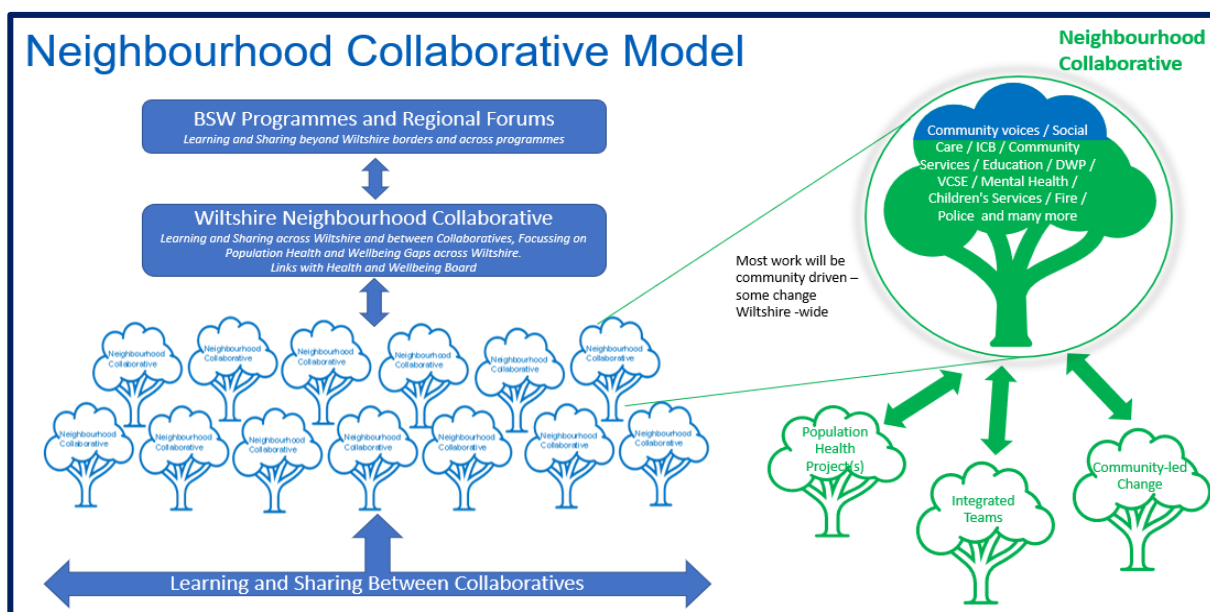 Neighbourhood Collaborative Model
BSW Programmes and Regional Forums
Learning and Sharing beyond Wiltshire borders and across programmes
Wiltshire Neighbourhood Collaborative
Learning and Sharing across Wiltshire and between Collaboratives, Focussing on
Population Health and Wellbeing Gaps across Wiltshire.
Links with Health and Wellbeing Board
Neighbourhood
Collaborative
Neighbourhood
Collaborative
Neighbourhood
Collaborative
Neighbourhood
Collaborative
Neighbourhood
Collaborative
Neighbourhood
Collaborative
Neighbourhood
Collaborative
Neighbourhood
Collaborative
Neighbourhood
Collaborative
Neighbourhood
Collaborative
Neighbourhood
Collaborative
Neighbourhood
Collaborative
Neighbourhood
Collaborative
Learning and Sharing Between Collaboratives
Neighbourhood
Collaborative
Community voices / Social
Care / ICB / Community
Services / Education / DWP /
VCSE / Mental Health /
Children's Services / Fire /
Police and many more
Most work will be
community driven –
some change
Wiltshire -wide
Population
Health
Project(s)
Integrated
Teams
Community-led
Change